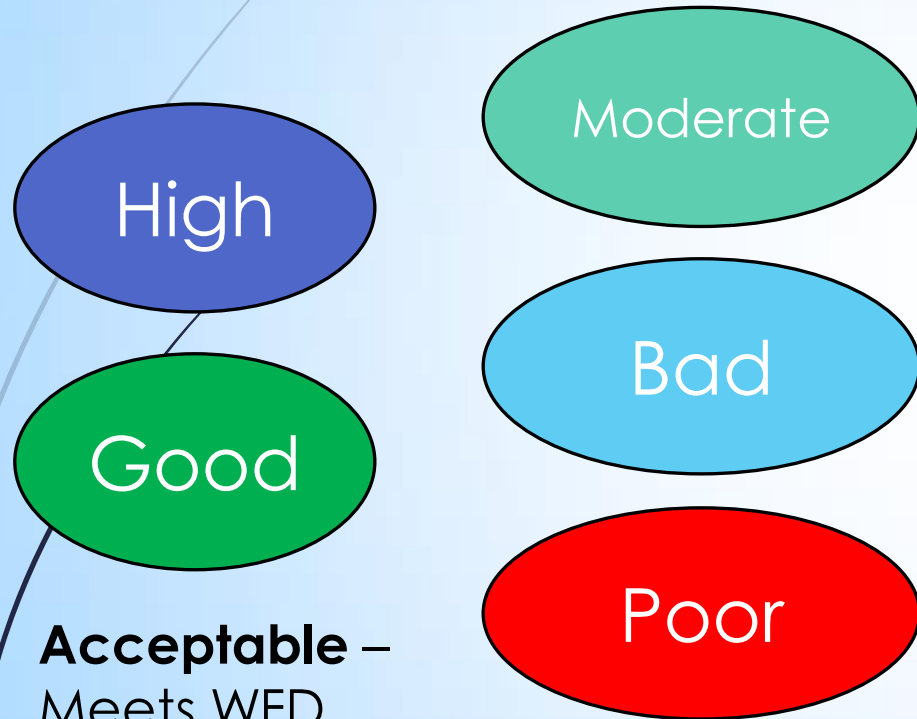 High
Good
Acceptable –
Meets WFD
Moderate
Bad
Poor